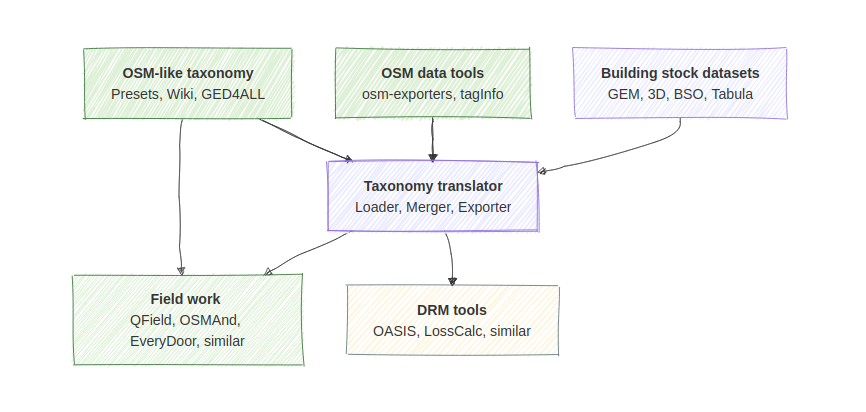 OSM-like taxonomy
Presets, Wiki, GED4ALL
OSM data tools
osm-exporters, tagInfo
Building stock datasets
GEM, 3D, BSO, Tabula
Taxonomy translator
Loader, Merger, Exporter
Field work
QField, OSMAnd,
EveryDoor, similar
DRM tools
OASIS, LossCalc, similar